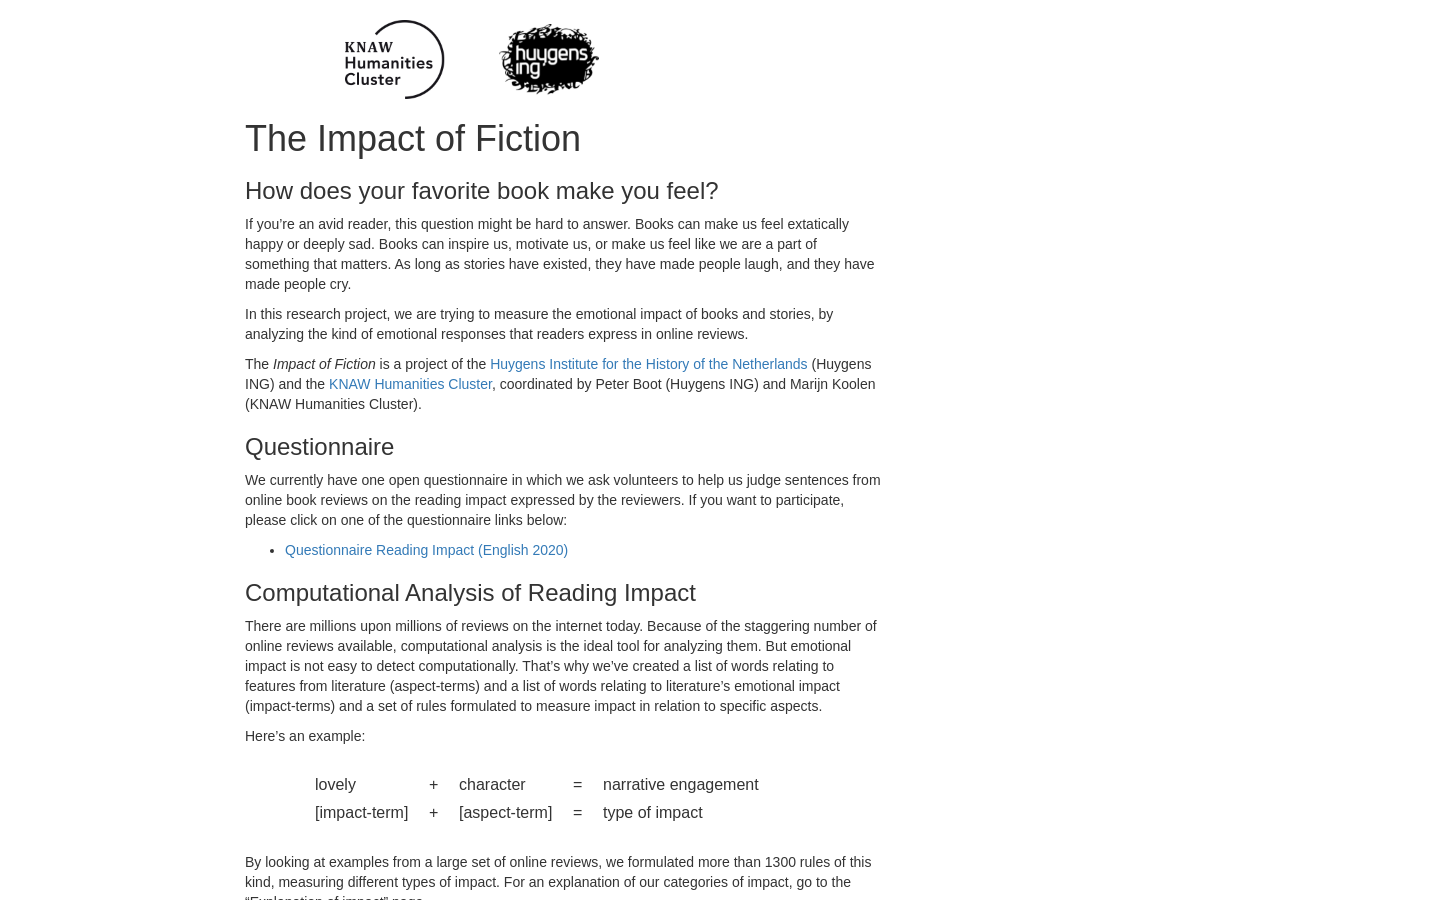 KNAW
Humanities
Cluster
huygens
ing
The Impact of Fiction
How does your favorite book make you feel?
If you’re an avid reader, this question might be hard to answer. Books can make us feel extatically
happy or deeply sad. Books can inspire us, motivate us, or make us feel like we are a part of
something that matters. As long as stories have existed, they have made people laugh, and they have
made people cry.
In this research project, we are trying to measure the emotional impact of books and stories, by
analyzing the kind of emotional responses that readers express in online reviews.
The Impact of Fiction is a project of the Huygens Institute for the History of the Netherlands (Huygens
ING) and the KNAW Humanities Cluster, coordinated by Peter Boot (Huygens ING) and Marijn Koolen
(KNAW Humanities Cluster).
Questionnaire
We currently have one open questionnaire in which we ask volunteers to help us judge sentences from
online book reviews on the reading impact expressed by the reviewers. If you want to participate,
please click on one of the questionnaire links below:
• Questionnaire Reading Impact (English 2020)
Computational Analysis of Reading Impact
There are millions upon millions of reviews on the internet today. Because of the staggering number of
online reviews available, computational analysis is the ideal tool for analyzing them. But emotional
impact is not easy to detect computationally. That’s why we’ve created a list of words relating to
features from literature (aspect-terms) and a list of words relating to literature’s emotional impact
(impact-terms) and a set of rules formulated to measure impact in relation to specific aspects.
Here’s an example:
lovely + character = narrative engagement
[impact-term] + [aspect-term] = type of impact
By looking at examples from a large set of online reviews, we formulated more than 1300 rules of this
kind, measuring different types of impact. For an explanation of our categories of impact, go to the
“Explanation of impact” page.